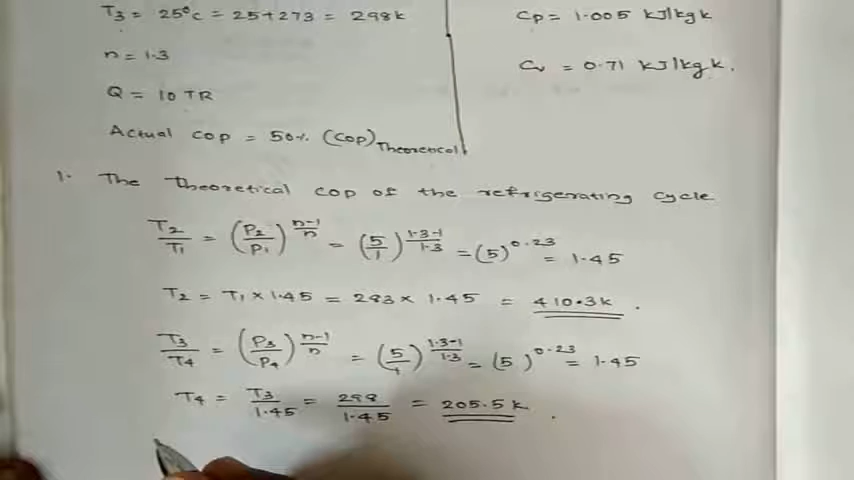 T3 = 25°C = 25+273 = 298K
n = 1.3
Q = 10 TR
Actual COP = 50% (COP)Theoretical
Cp = 1.005 KJ/kg K
Cv = 0.71 KJ/kg K.
1. The theoretical COP of the refrigerating cycle
T2/T1 = (P2/P1)^(n-1/n) = (5/1)^(1.3-1/1.3) = (5)^0.23 = 1.45
T2 = T1 × 1.45 = 283 × 1.45 = 410.3K.
T3/T4 = (P3/P4)^(n-1/n) = (5/1)^(1.3-1/1.3) = (5)^0.23 = 1.45
T4 = T3/1.45 = 298/1.45 = 205.5K.